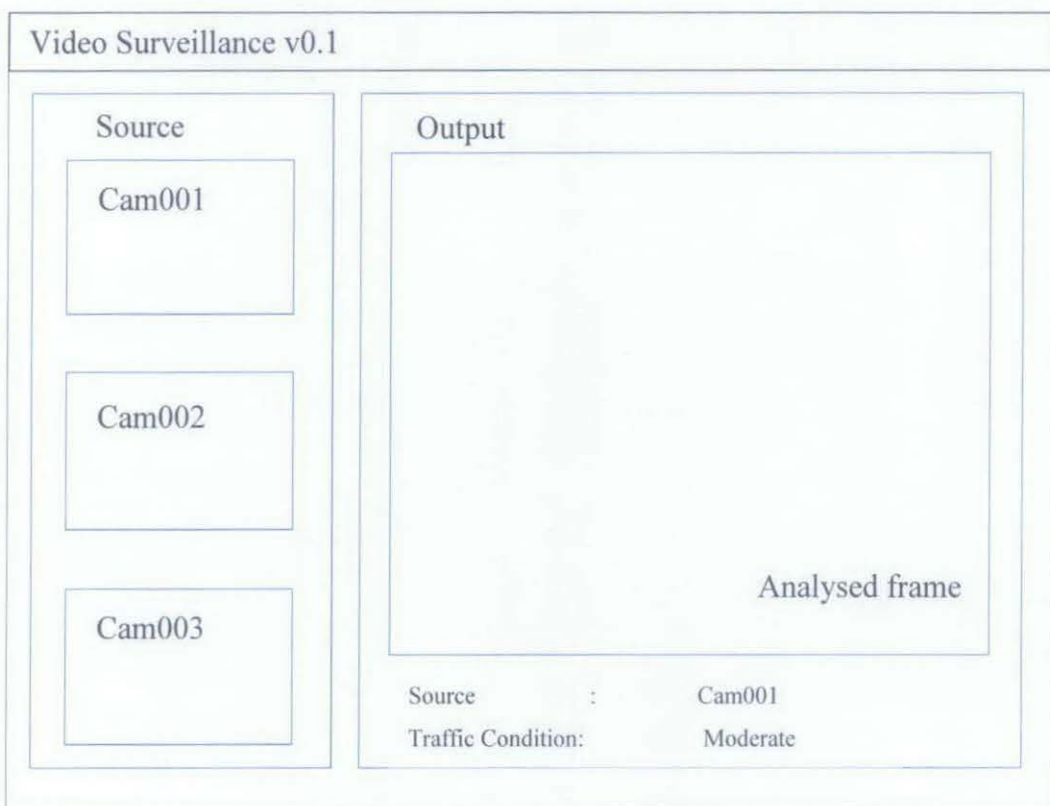 Video Surveillance v0.1
Source
Cam001
Cam002
Cam003
Output
Analysed frame
Source : Cam001
Traffic Condition: Moderate